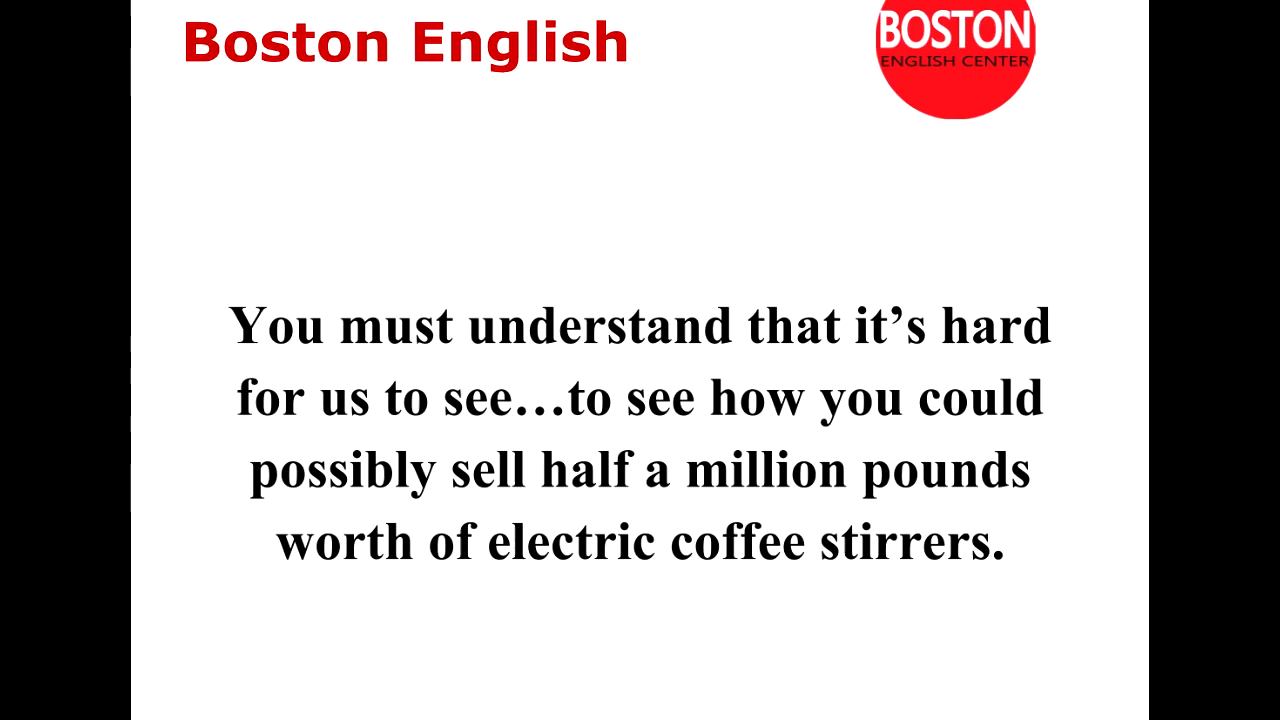 Boston English
BOSTON
ENGLISH CENTER
You must understand that it’s hard
for us to see…to see how you could
possibly sell half a million pounds
worth of electric coffee stirrers.